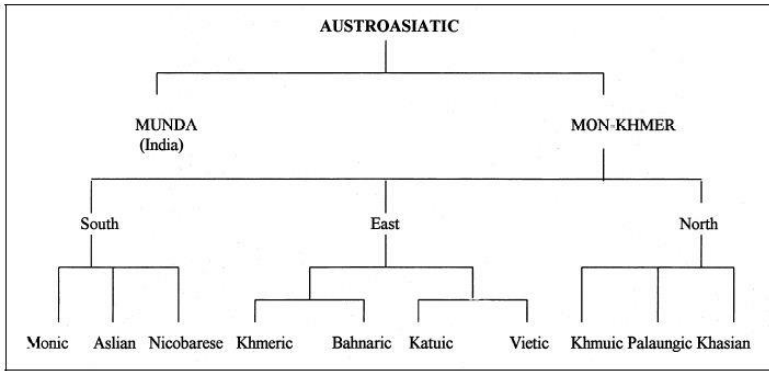 AUSTROASIATIC
MUNDA MON-KHMER
(India)
South East North
Monic Aslian Nicobarese Khmeric Bahnaric Katuic Vietic Khmuic Palaungic Khasian